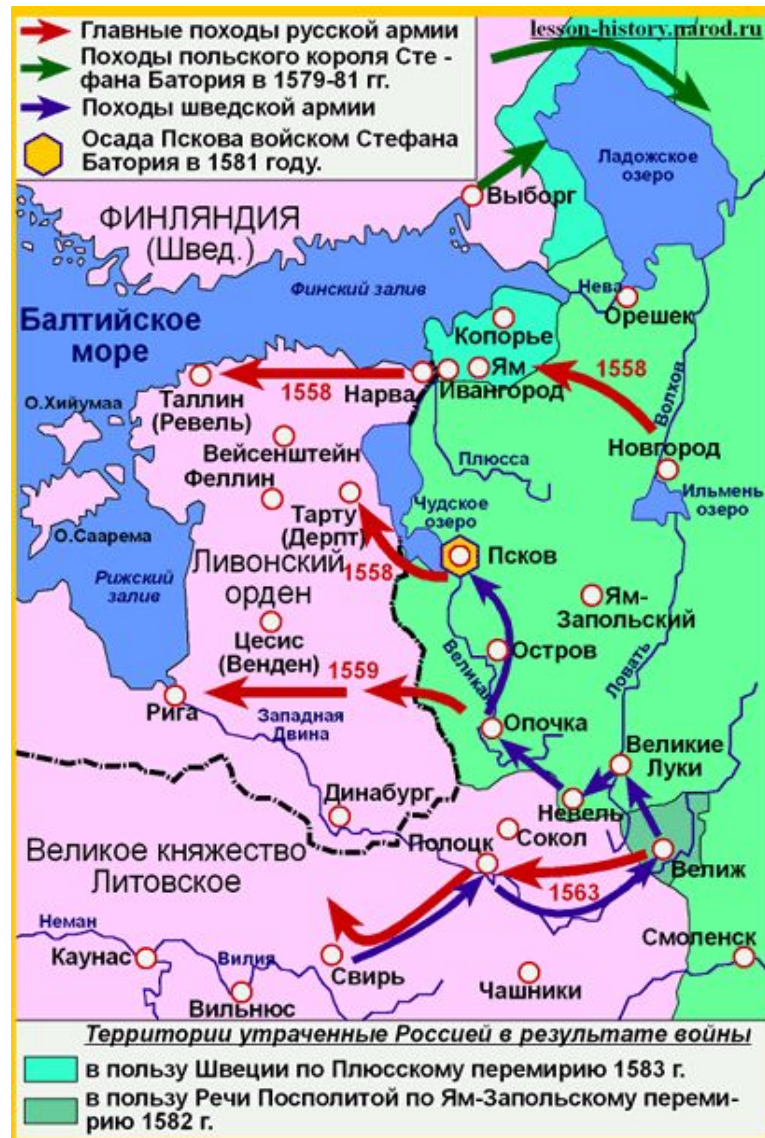 Главные походы русской армии
lesson-history.narod.ru
Походы польского короля Сте -
фана Батория в 1579-81 гг.
Походы шведской армии
Осада Пскова войском Стефана
Батория в 1581 году.
Ладожское
озеро
Выборг
ФИНЛЯНДИЯ
(Швед.)
Финский залив
Нева
Орешек
Балтийское
море
Копорье
Ям
Ивангород
Нарва
1558
1558
Таллин
(Ревель)
О.Хийумаа
Волхов
Новгород
Вейсенштейн
Плюсса
Феллин
Ильмень
озеро
Чудское
озеро
Тарту
(Дерпт)
О.Саарема
Псков
1558
Рижский
залив
Ливонский
орден
Ям-
Запольский
Цесис
(Венден)
Остров
Великая
Ловать
1559
Рига
Западная
Двина
Опочка
Великие
Луки
Динабург
Невель
Сокол
Полоцк
Великое княжество
Литовское
Велиж
1563
Неман
Смоленск
Каунас
Вилия
Свирь
Чашники
Вильнюс
Территории утраченные Россией в результате войны
в пользу Швеции по Плюсскому перемирию 1583 г.
в пользу Речи Посполитой по Ям-Запольскому переми-
рию 1582 г.